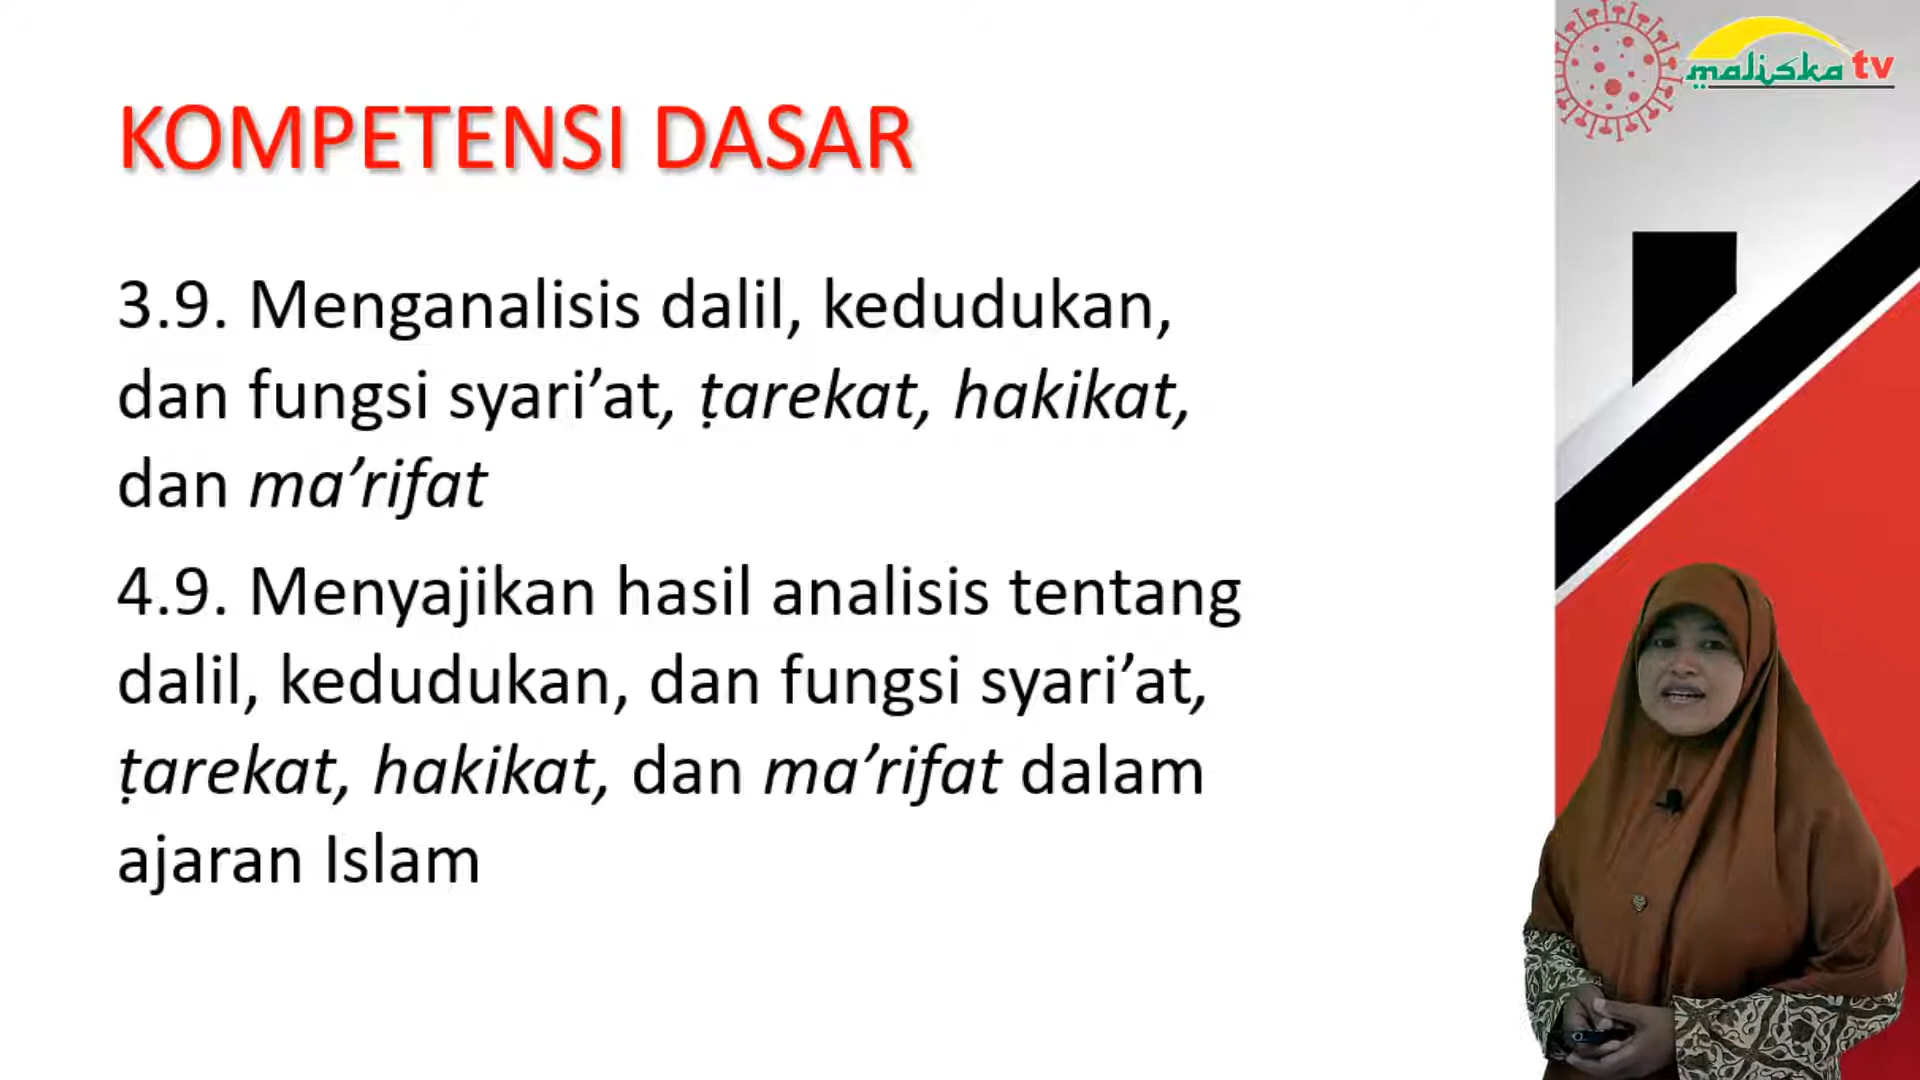 maliska tv
KOMPETENSI DASAR
3.9. Menganalisis dalil, kedudukan,
dan fungsi syari’at, ṭarekat, hakikat,
dan ma’rifat
4.9. Menyajikan hasil analisis tentang
dalil, kedudukan, dan fungsi syari’at,
ṭarekat, hakikat, dan ma’rifat dalam
ajaran Islam